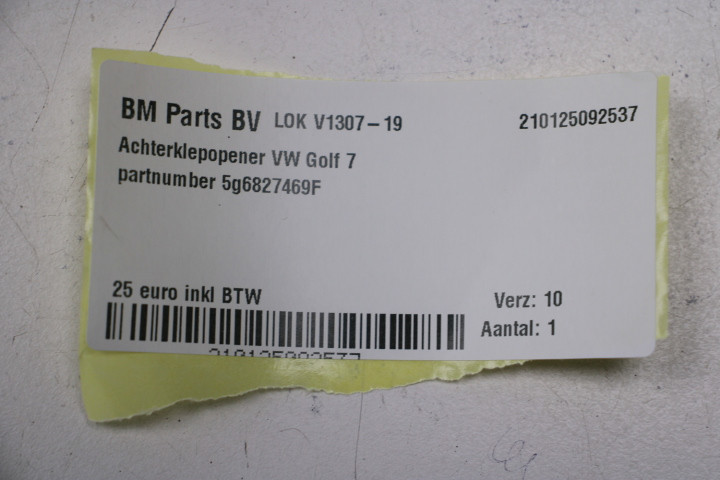 BM Parts BV LOK V1307-19 210125092537
Achterklepopener VW Golf 7
partnumber 5g6827469F
25 euro inkl BTW Verz: 10
Aantal: 1
210125092537